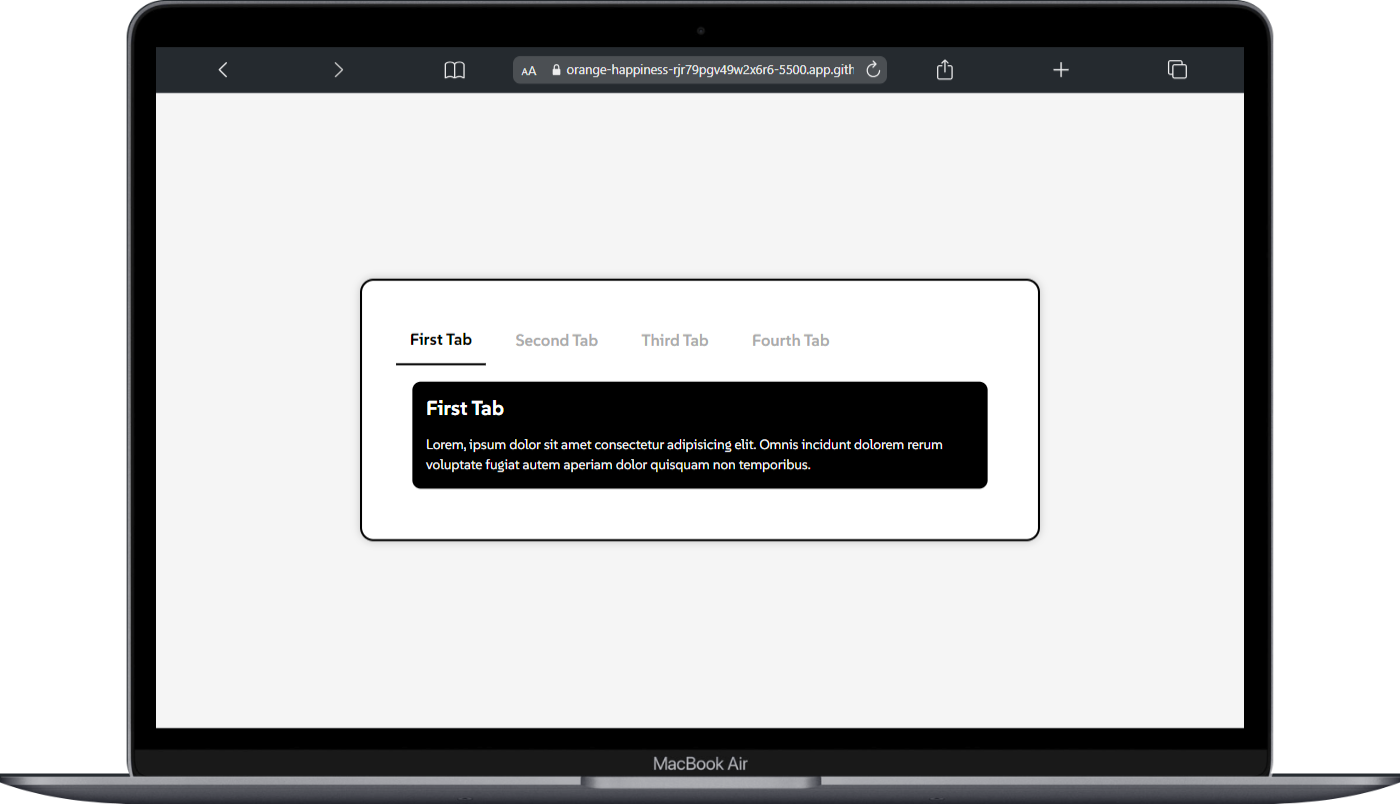 AA orange-happiness-rjr79pgv49w2x6r6-5500.app.gith
First Tab Second Tab Third Tab Fourth Tab
First Tab
Lorem, ipsum dolor sit amet consectetur adipisicing elit. Omnis incidunt dolorem rerum
voluptate fugiat autem aperiam dolor quisquam non temporibus.
MacBook Air